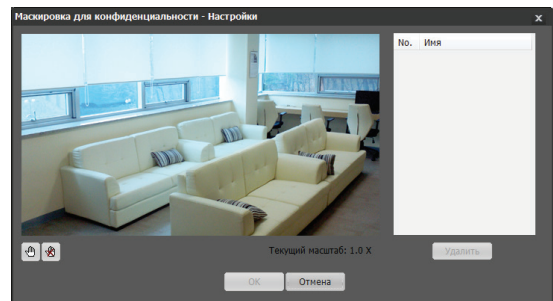 Маскировка для конфиденциальности - Настройки x
No. Имя
Текущий масштаб: 1.0 X
Удалить
OK Отмена